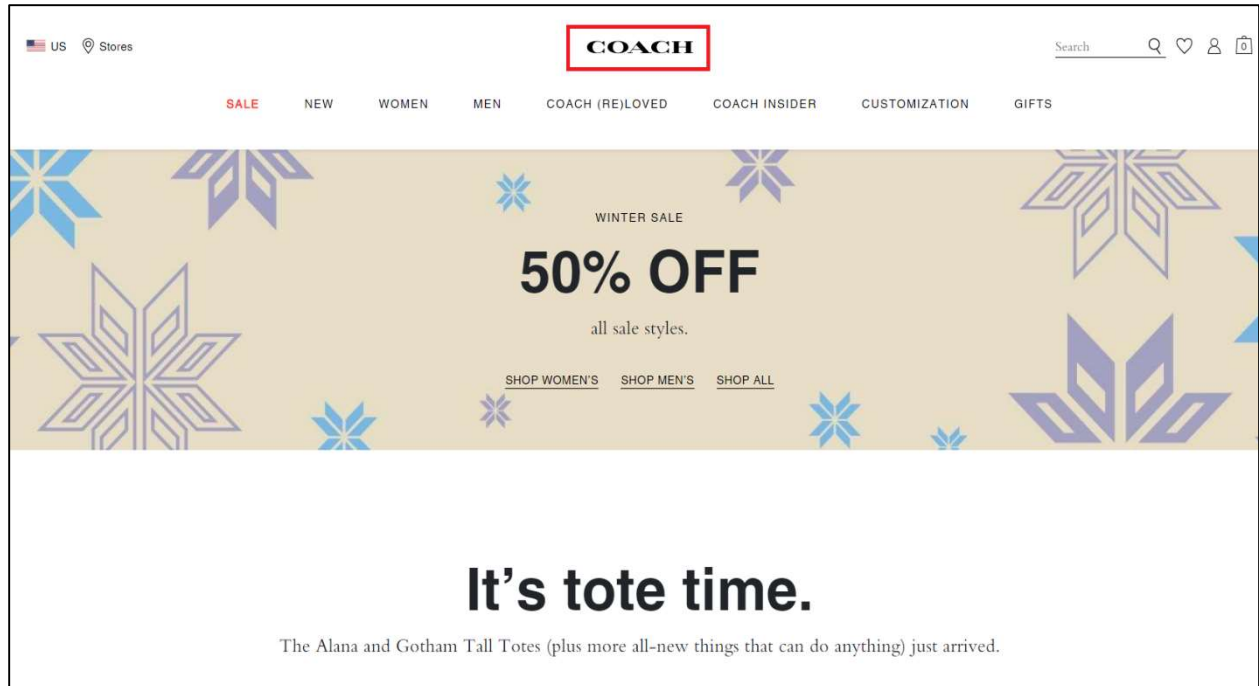 US Stores COACH Search 0
SALE NEW WOMEN MEN COACH (RE)LOVED COACH INSIDER CUSTOMIZATION GIFTS
WINTER SALE
50% OFF
all sale styles.
SHOP WOMEN'S SHOP MEN'S SHOP ALL
It’s tote time.
The Alana and Gotham Tall Totes (plus more all-new things that can do anything) just arrived.